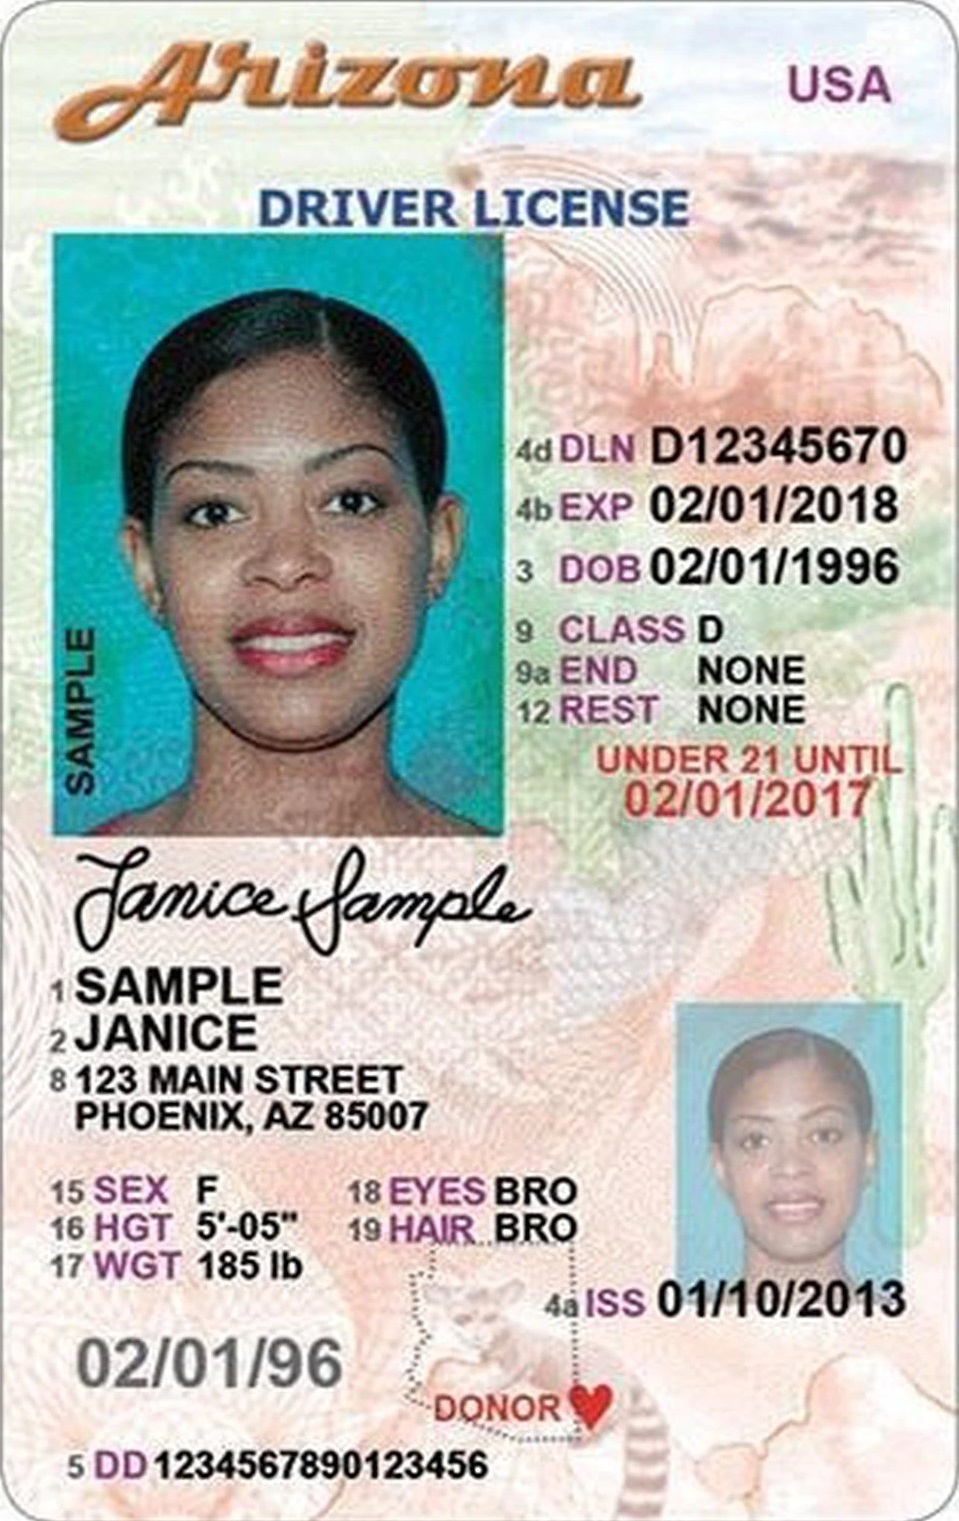 Arizona
USA
DRIVER LICENSE
4d DLN D12345670
4b EXP 02/01/2018
3 DOB 02/01/1996
9 CLASS D
9a END NONE
12 REST NONE
UNDER 21 UNTIL
02/01/2017
SAMPLE
Janice Sample
1 SAMPLE
2 JANICE
8 123 MAIN STREET
PHOENIX, AZ 85007
15 SEX F 18 EYES BRO
16 HGT 5'-05" 19 HAIR BRO
17 WGT 185 lb
4a ISS 01/10/2013
02/01/96
DONOR
5 DD 1234567890123456